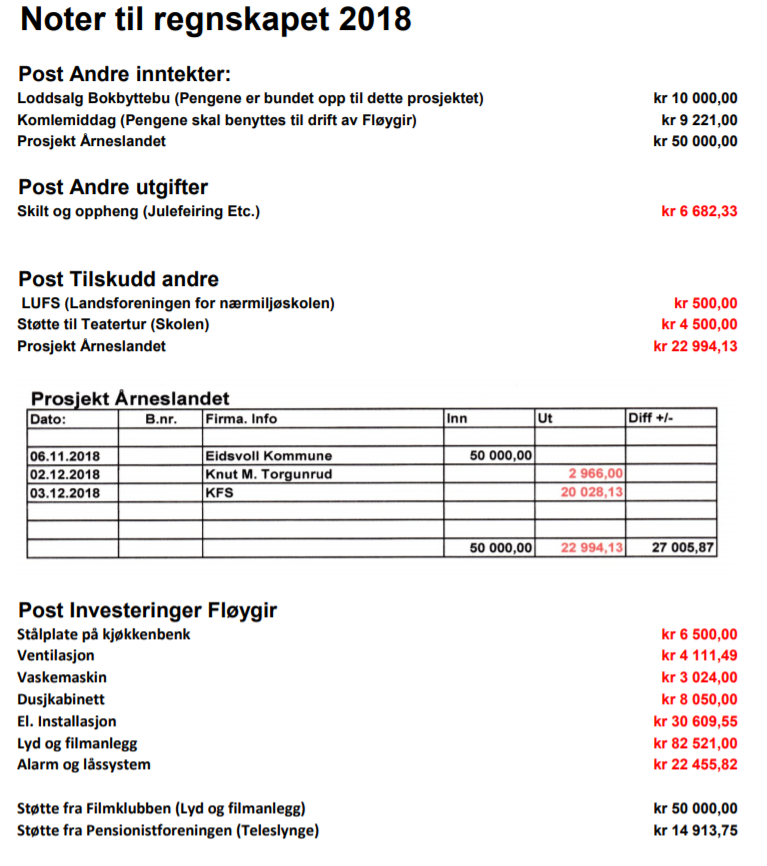 Noter til regnskapet 2018
Post Andre inntekter:
Loddsalg Bokbyttebu (Pengene er bundet opp til dette prosjektet) kr 10 000,00
Komlemiddag (Pengene skal benyttes til drift av Fløygir) kr 9 221,00
Prosjekt Årneslandet kr 50 000,00
Post Andre utgifter
Skilt og oppheng (Julefeiring Etc.) kr 6 682,33
Post Tilskudd andre
LUFS (Landsforeningen for nærmiljøskolen) kr 500,00
Støtte til Teatertur (Skolen) kr 4 500,00
Prosjekt Årneslandet kr 22 994,13
Prosjekt Årneslandet
Dato: B.nr. Firma. Info Inn Ut Diff +/-
06.11.2018 Eidsvoll Kommune 50 000,00
02.12.2018 Knut M. Torgunrud 2 966,00
03.12.2018 KFS 20 028,13
50 000,00 22 994,13 27 005,87
Post Investeringer Fløygir
Stålplate på kjøkkenbenk kr 6 500,00
Ventilasjon kr 4 111,49
Vaskemaskin kr 3 024,00
Dusjkabinett kr 8 050,00
El. Installasjon kr 30 609,55
Lyd og filmanlegg kr 82 521,00
Alarm og låssystem kr 22 455,82
Støtte fra Filmklubben (Lyd og filmanlegg) kr 50 000,00
Støtte fra Pensionistforeningen (Teleslynge) kr 14 913,75